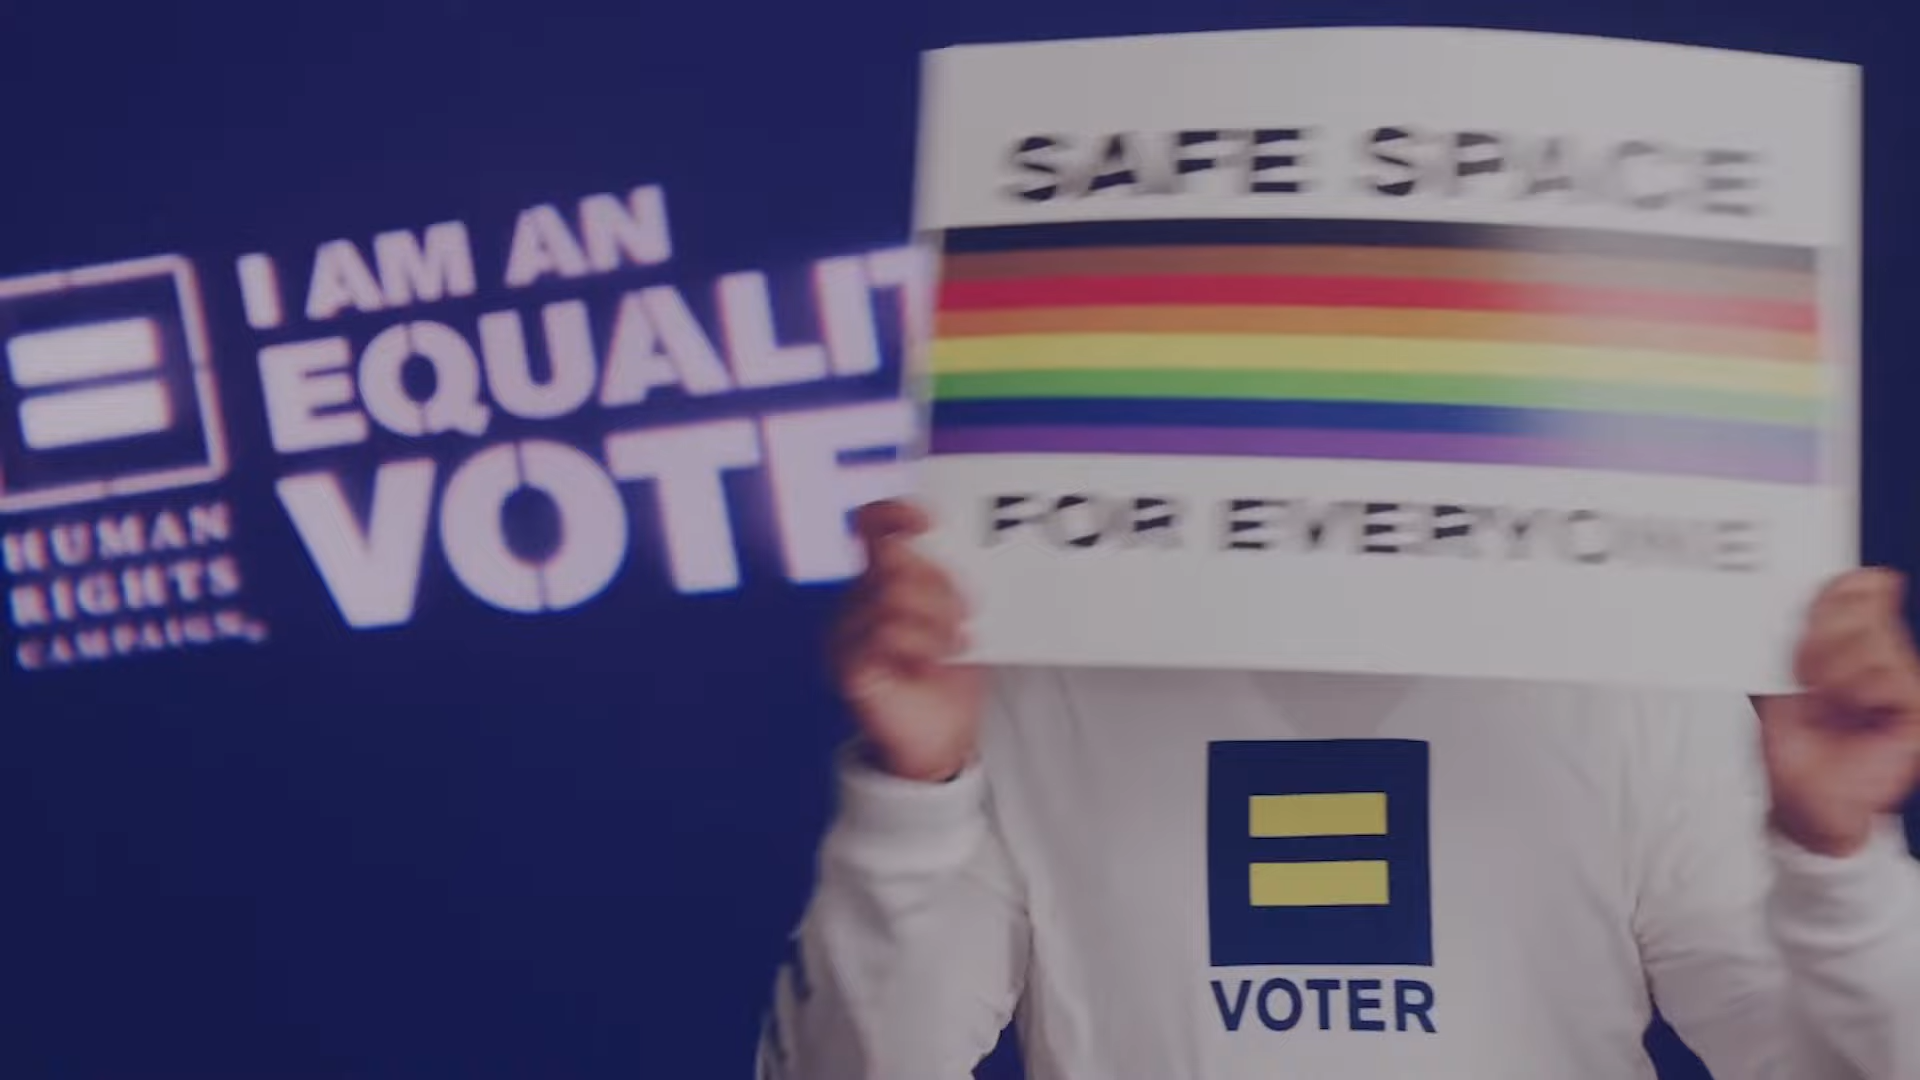 I AM AN
EQUALIT
VOTE
HUMAN
RIGHTS
CAMPAIGN®
SAFE SPACE
FOR EVERYONE
VOTER